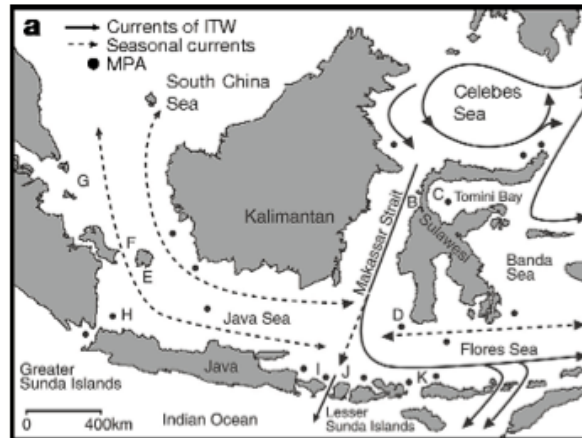 a
Currents of ITW
Seasonal currents
MPA
South China
Sea
Celebes
Sea
G
Kalimantan
Makassar Strait
B
C
Tomini Bay
Sulawesi
F
E
Banda
Sea
H
Java Sea
D
Flores Sea
Greater
Sunda Islands
Java
I
J
K
0
400km
Indian Ocean
Lesser
Sunda Islands